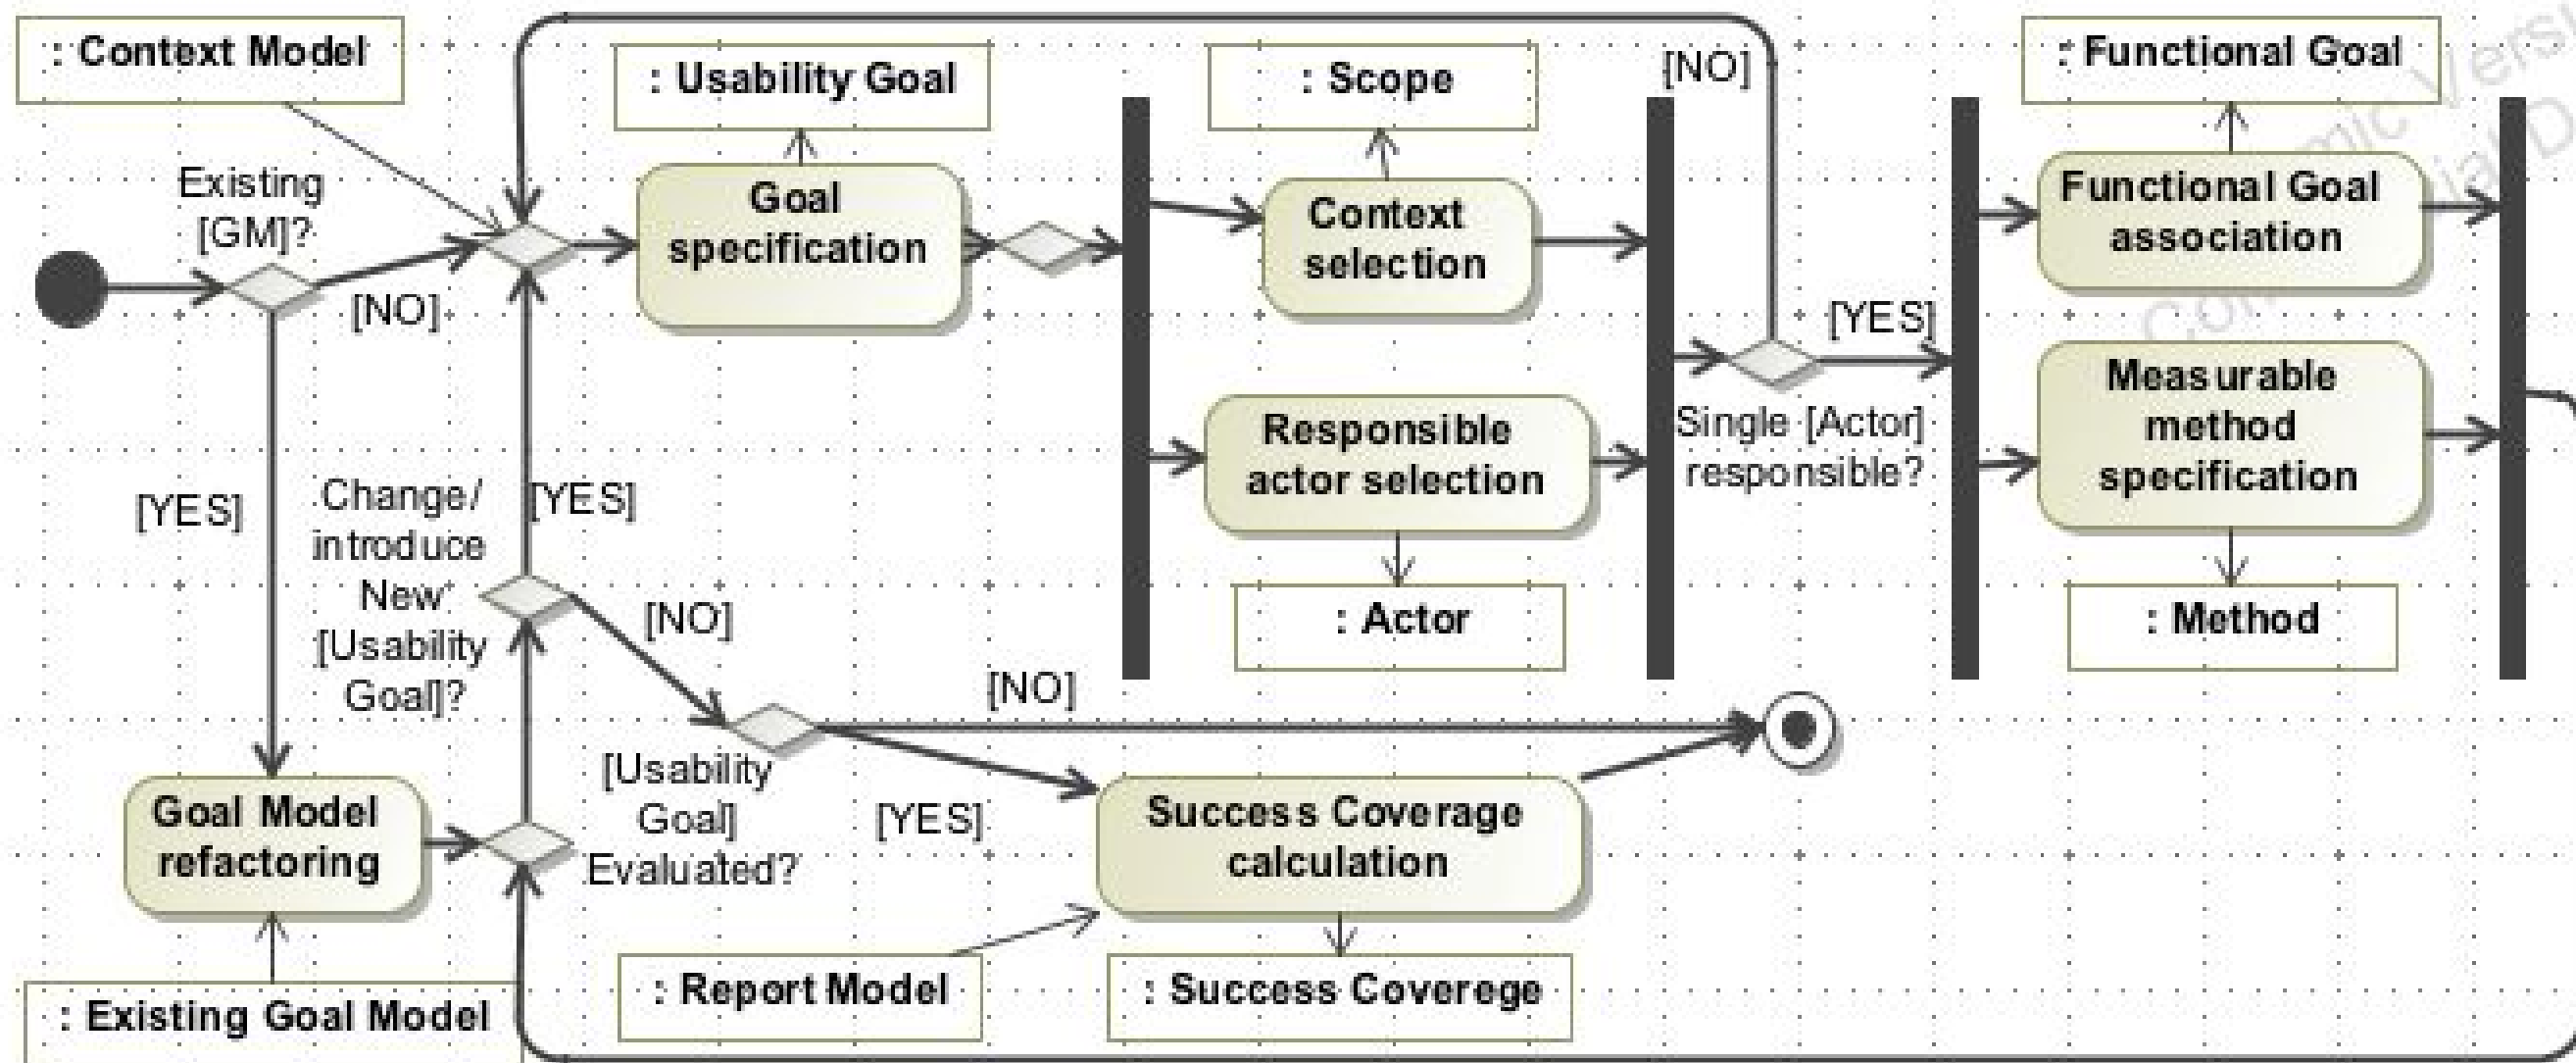 : Context Model
: Usability Goal
: Scope
[NO]
: Functional Goal
Existing
[GM]?
[NO]
Goal
specification
Context
selection
Functional Goal
association
[YES]
Single [Actor]
responsible?
Responsible
actor selection
Measurable
method
specification
[YES]
Change/
introduce
New
[Usability
Goal]?
[YES]
[NO]
: Actor
: Method
[NO]
[Usability
Goal]
Evaluated?
[YES]
Goal Model
refactoring
Success Coverage
calculation
: Existing Goal Model
: Report Model
: Success Coverege